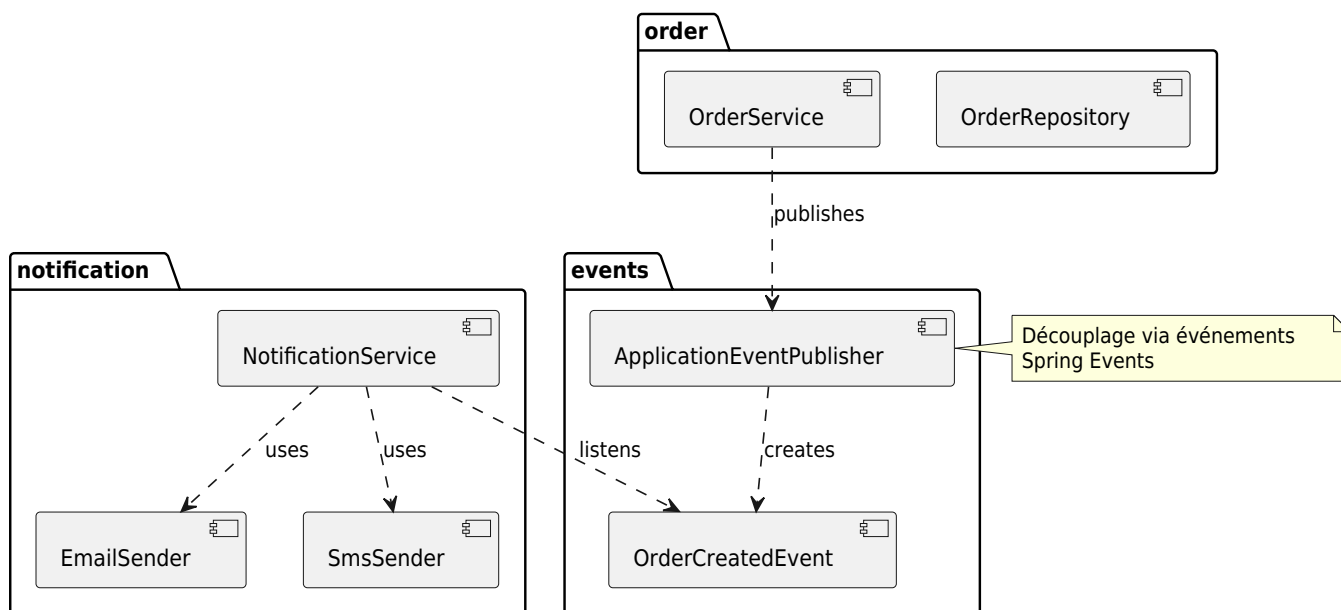 order
OrderService
OrderRepository
publishes
notification
events
NotificationService
ApplicationEventPublisher
Découplage via événements
Spring Events
uses
uses
listens
creates
EmailSender
SmsSender
OrderCreatedEvent